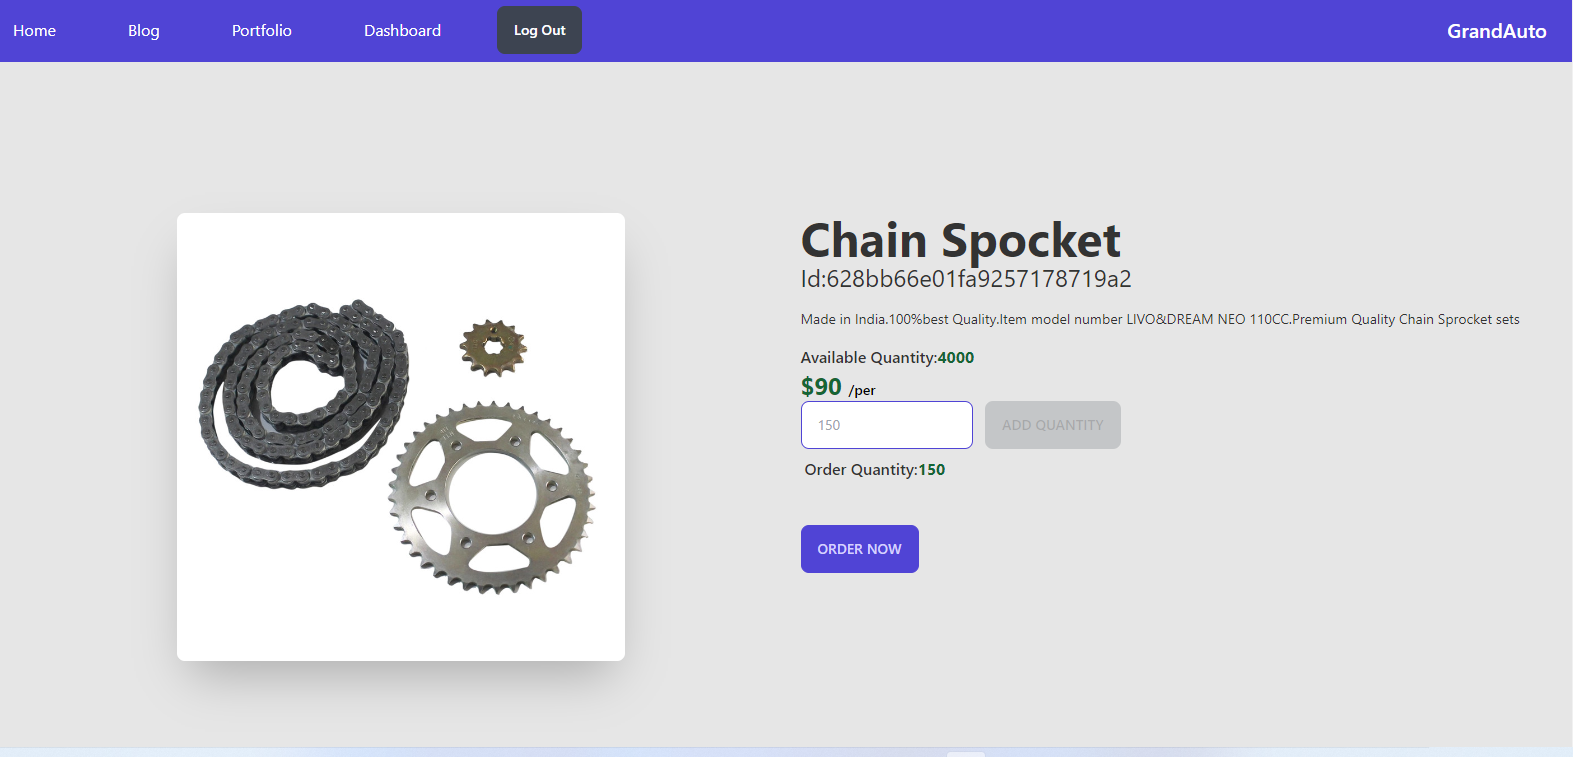 Home Blog Portfolio Dashboard Log Out GrandAuto
Chain Spocket
Id:628bb66e01fa9257178719a2
Made in India.100%best Quality.Item model number LIVO&DREAM NEO 110CC.Premium Quality Chain Sprocket sets
Available Quantity:4000
$90 /per
150 ADD QUANTITY
Order Quantity:150
ORDER NOW